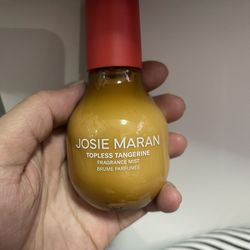 JOSIE MARAN
TOPLESS TANGERINE
FRAGRANCE MIST
BRUME PARFUMÉE